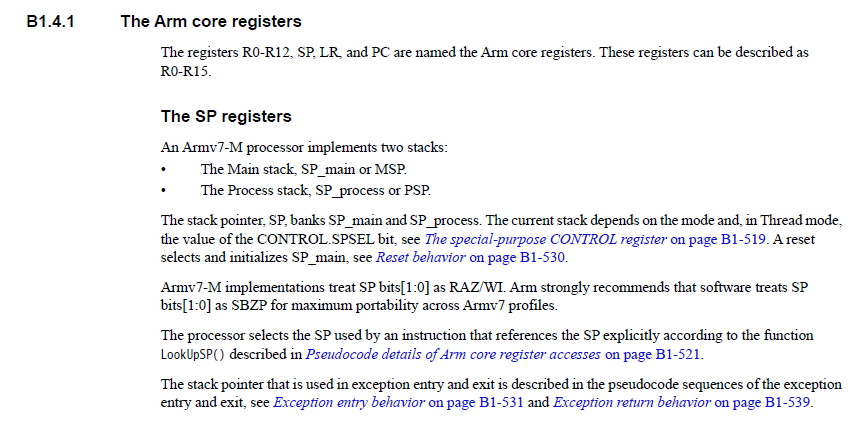 B1.4.1 The Arm core registers
The registers R0-R12, SP, LR, and PC are named the Arm core registers. These registers can be described as
R0-R15.
The SP registers
An Armv7-M processor implements two stacks:
• The Main stack, SP_main or MSP.
• The Process stack, SP_process or PSP.
The stack pointer, SP, banks SP_main and SP_process. The current stack depends on the mode and, in Thread mode,
the value of the CONTROL.SPSEL bit, see The special-purpose CONTROL register on page B1-519. A reset
selects and initializes SP_main, see Reset behavior on page B1-530.
Armv7-M implementations treat SP bits[1:0] as RAZ/WI. Arm strongly recommends that software treats SP
bits[1:0] as SBZP for maximum portability across Armv7 profiles.
The processor selects the SP used by an instruction that references the SP explicitly according to the function
LookUpSP() described in Pseudocode details of Arm core register accesses on page B1-521.
The stack pointer that is used in exception entry and exit is described in the pseudocode sequences of the exception
entry and exit, see Exception entry behavior on page B1-531 and Exception return behavior on page B1-539.